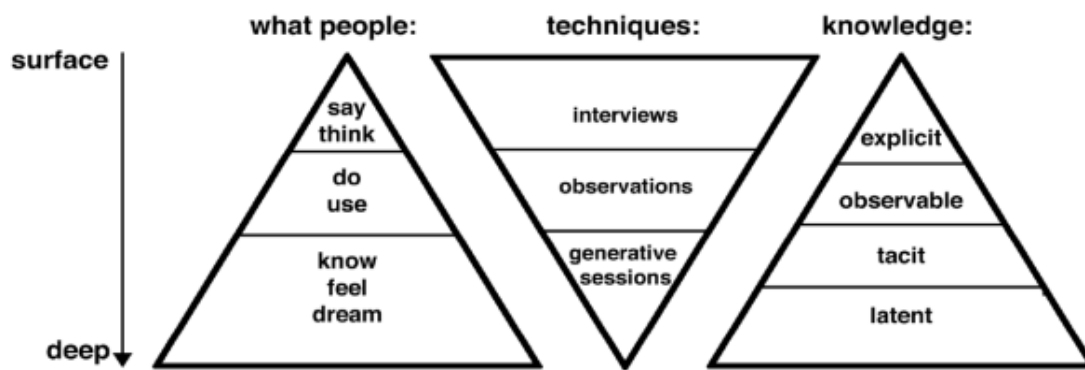 what people:
techniques:
knowledge:
surface
deep
say
think
do
use
know
feel
dream
interviews
observations
generative
sessions
explicit
observable
tacit
latent